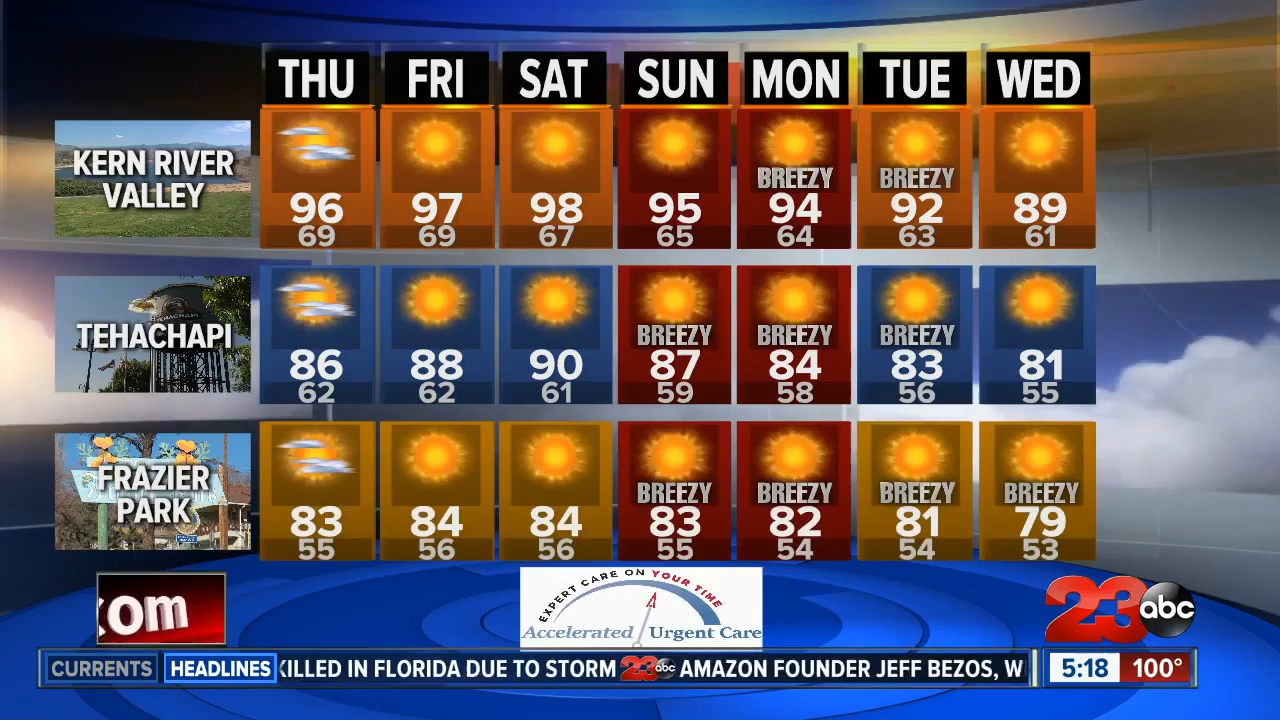 THU FRI SAT SUN MON TUE WED
KERN RIVER
VALLEY
BREEZY BREEZY
96 97 98 95 94 92 89
69 69 67 65 64 63 61
TEHACHAPI
BREEZY BREEZY BREEZY
86 88 90 87 84 83 81
62 62 61 59 58 56 55
FRAZIER
PARK
BREEZY BREEZY BREEZY BREEZY
83 84 84 83 82 81 79
55 56 56 55 54 54 53
.com
EXPERT CARE ON YOUR TIME
Accelerated Urgent Care
23 abc
CURRENTS HEADLINES KILLED IN FLORIDA DUE TO STORM 23 abc AMAZON FOUNDER JEFF BEZOS, W 5:18 100°